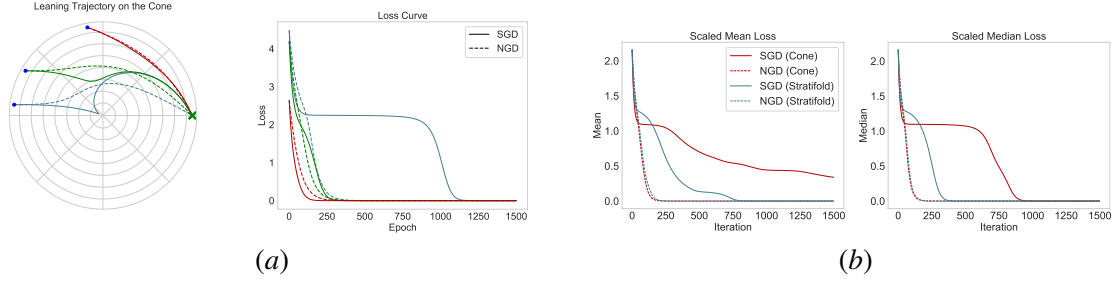 Leaning Trajectory on the Cone
Loss Curve
SGD
NGD
Loss
4
3
2
1
0
0 250 500 750 1000 1250 1500
Epoch
(a)
Scaled Mean Loss
SGD (Cone)
NGD (Cone)
SGD (Stratifold)
NGD (Stratifold)
Mean
2.0
1.5
1.0
0.5
0.0
0 250 500 750 1000 1250 1500
Iteration
Scaled Median Loss
Median
2.0
1.5
1.0
0.5
0.0
0 250 500 750 1000 1250 1500
Iteration
(b)